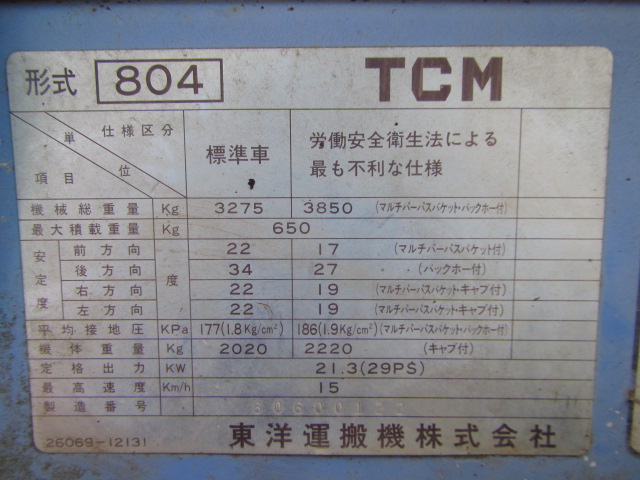 形式 804 TCM
単位 仕様区分 項目 標準車 労働安全衛生法による
最も不利な仕様
機械総重量 Kg 3275 3850 (マルチパーパスバケット・バックホー付)
最大積載重量 Kg 650
安定度 前方向 度 22 17 (マルチパーパスバケット付)
後方向 34 27 (バックホー付)
右方向 22 19 (マルチパーパスバケット・キャブ付)
左方向 22 19 (マルチパーパスバケット・キャブ付)
平均接地圧 KPa 177(1.8Kg/cm²) 186(1.9Kg/cm²)(マルチパーパスバケット・バックホー付)
機体重量 Kg 2020 2220 (キャブ付)
定格出力 KW 21.3(29PS)
最高速度 Km/h 15
製造番号
26069-12131 東洋運搬機株式会社